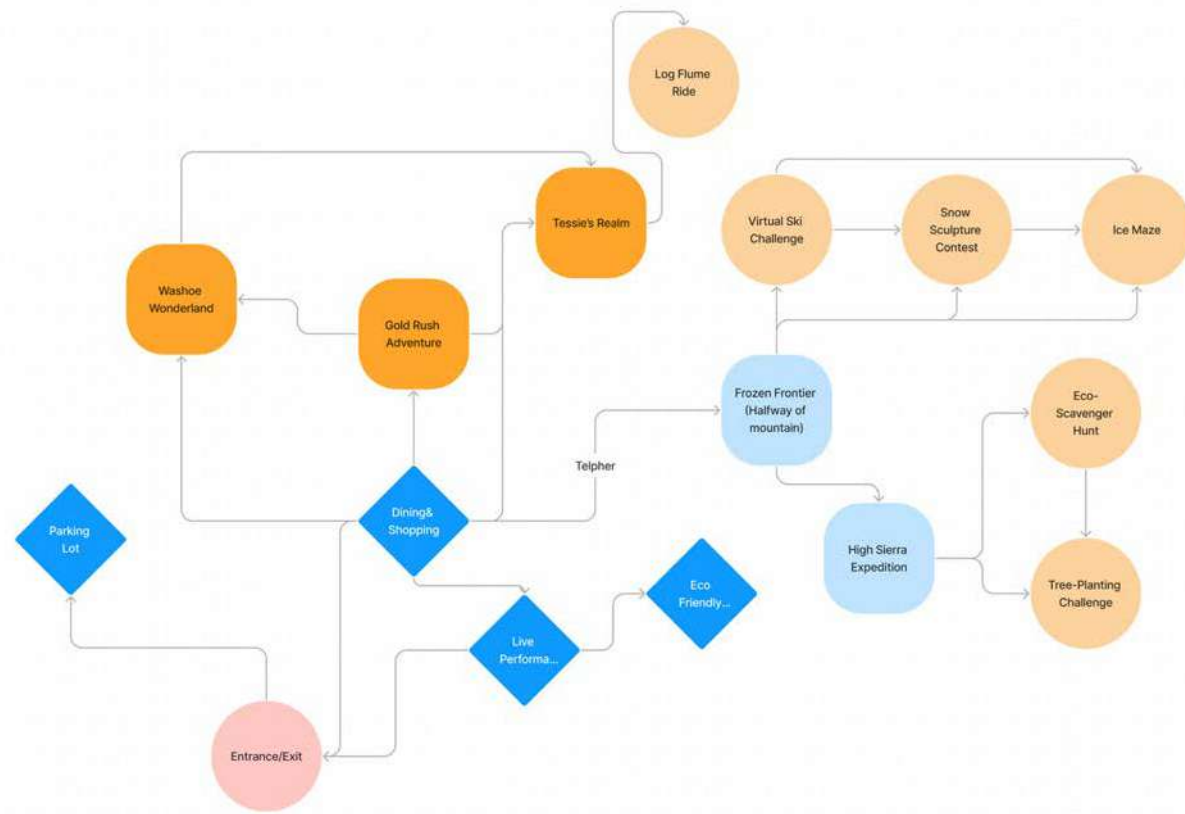 Log Flume
Ride
Tessie's Realm
Virtual Ski
Challenge
Snow
Sculpture
Contest
Ice Maze
Washoe
Wonderland
Gold Rush
Adventure
Frozen Frontier
(Halfway of
mountain)
Eco-
Scavenger
Hunt
Telpher
Parking
Lot
Dining&
Shopping
High Sierra
Expedition
Eco
Friendly...
Tree-Planting
Challenge
Live
Performa...
Entrance/Exit